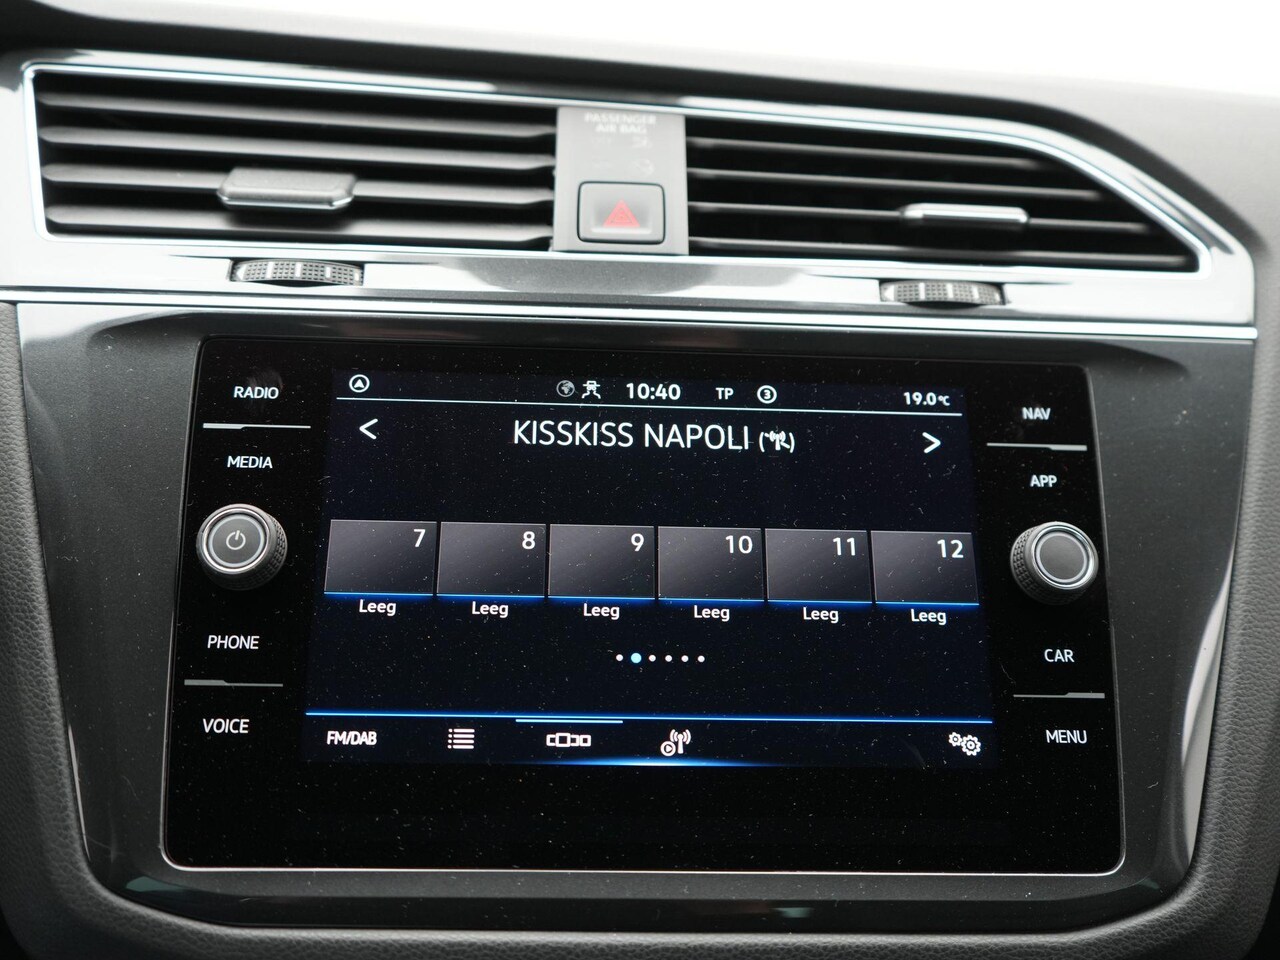 PASSENGER
AIR BAG
RADIO
MEDIA
PHONE
VOICE
10:40 TP 3 19.0°C
< KISSKISS NAPOLI >
7 8 9 10 11 12
Leeg Leeg Leeg Leeg Leeg Leeg
FM/DAB
NAV
APP
CAR
MENU